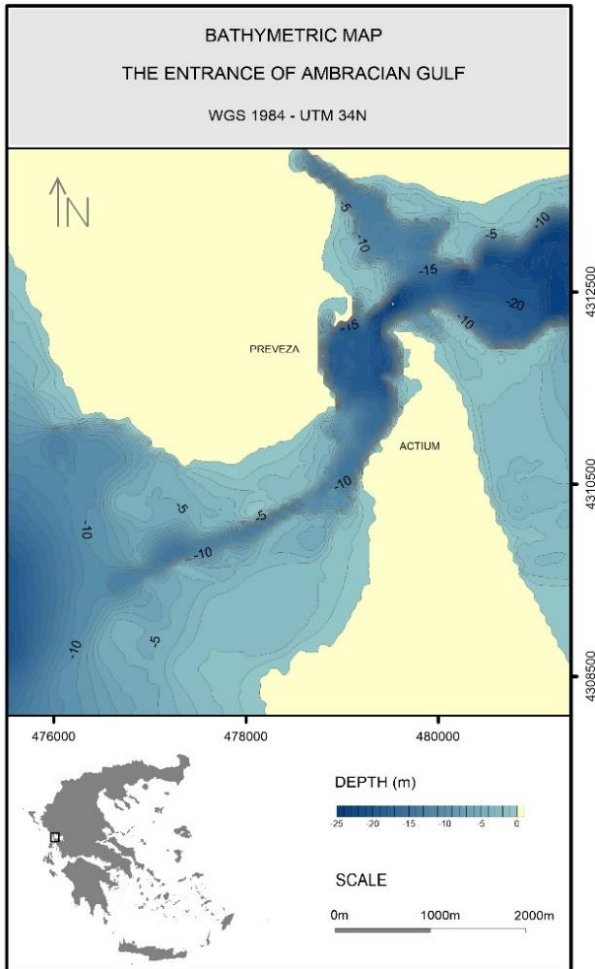 BATHYMETRIC MAP
THE ENTRANCE OF AMBRACIAN GULF
WGS 1984 - UTM 34N
N
-5
-10
-5
-10
-15
-20
-10
-15
4312500
PREVEZA
ACTIUM
-10
4310500
-5
-5
-10
-10
-5
-10
4308500
476000 478000 480000
DEPTH (m)
-25 -20 -15 -10 -5 0
SCALE
0m 1000m 2000m